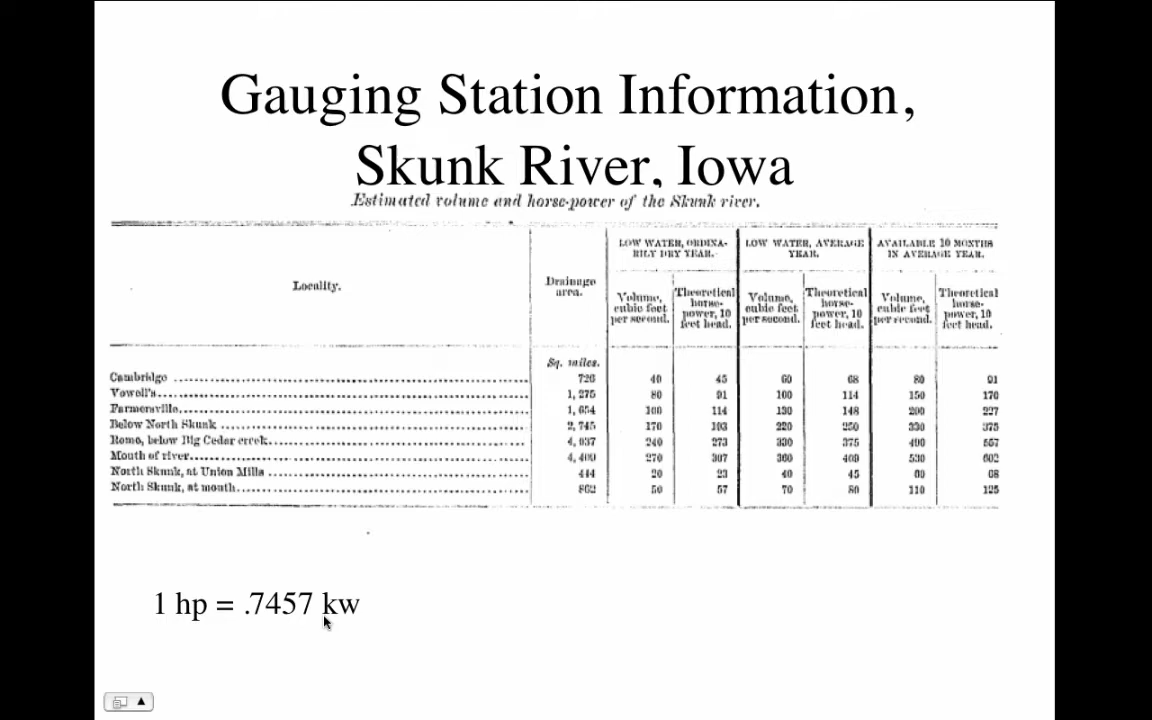 Gauging Station Information,
Skunk River, Iowa
Estimated volume and horse-power of the Skunk river.
Locality.
Drainage area.
LOW WATER, ORDINARILY DRY YEAR.
LOW WATER, AVERAGE YEAR.
AVAILABLE 10 MONTHS IN AVERAGE YEAR.
Volume, cubic feet per second.
Theoretical horse-power, 10 feet head.
Volume, cubic feet per second.
Theoretical horse-power, 10 feet head.
Volume, cubic feet per second.
Theoretical horse-power, 10 feet head.
Sq. miles.
Cambridge 726 40 45 60 68 80 91
Vowell's 1,275 80 91 100 114 150 170
Farmersville 1,654 100 114 130 148 200 227
Below North Skunk 2,745 170 193 220 250 330 375
Rome, below Big Cedar creek 4,037 240 273 330 375 557
Mouth of river 270 307 360 409 530 602
North Skunk, at Union Mills 444 20 23 40 45 60 68
North Skunk, at mouth 862 50 57 70 80 110 125
1 hp = .7457 kw